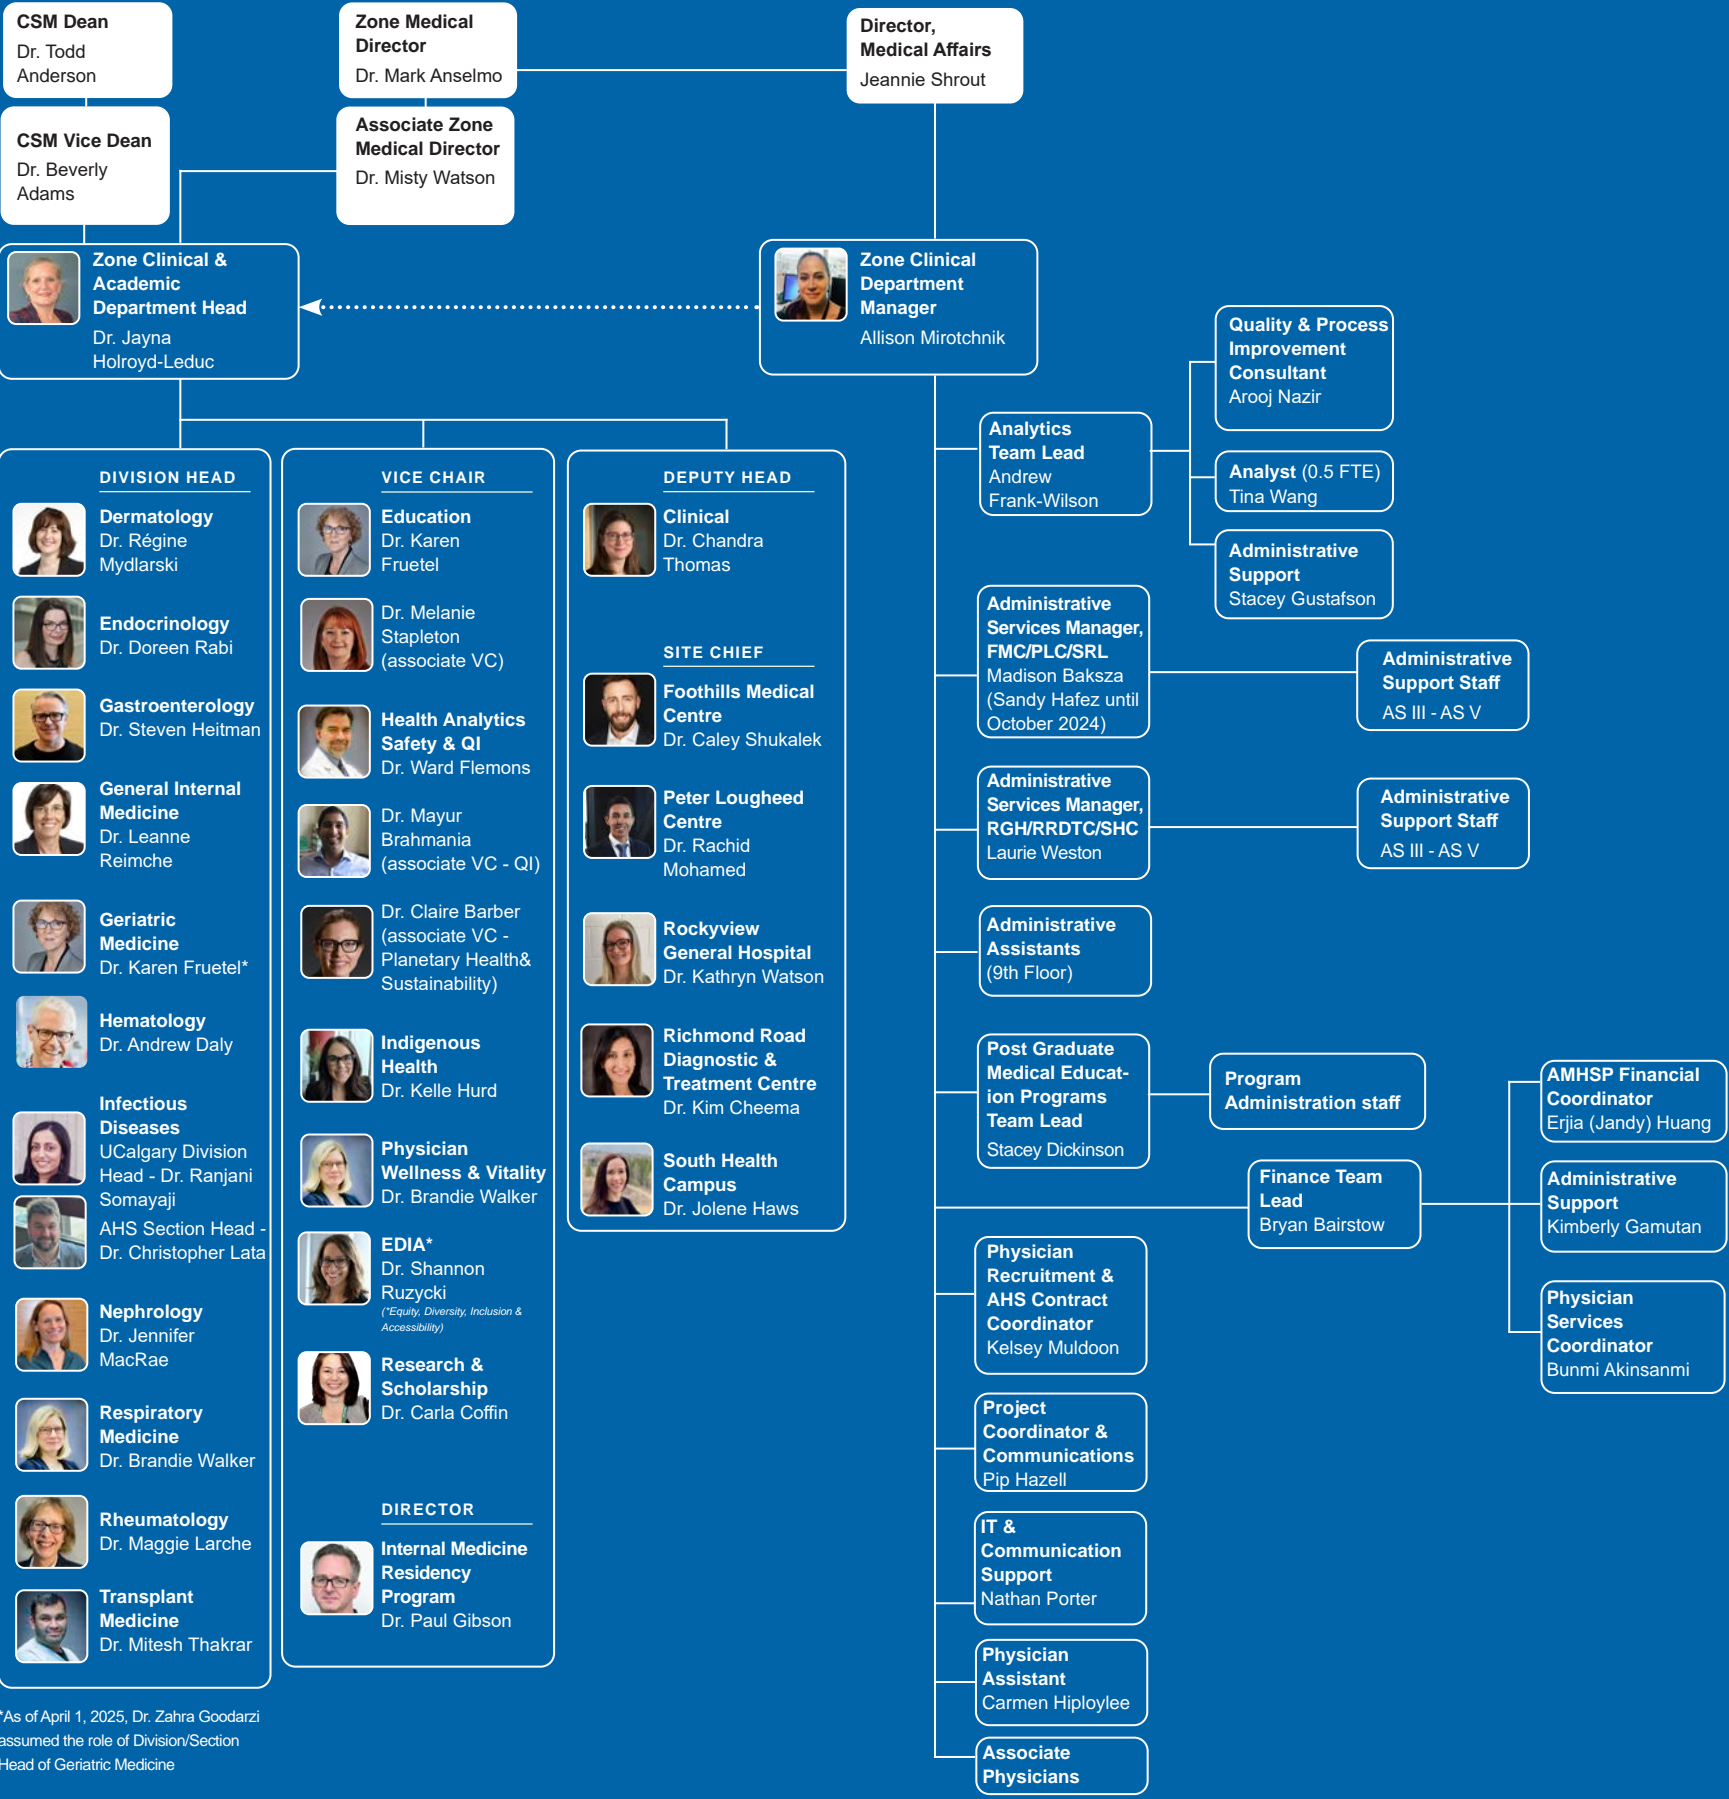 CSM Dean
Dr. Todd
Anderson
Zone Medical
Director
Dr. Mark Anselmo
Director,
Medical Affairs
Jeannie Shrout
CSM Vice Dean
Dr. Beverly
Adams
Associate Zone
Medical Director
Dr. Misty Watson
Zone Clinical &
Academic
Department Head
Dr. Jayna
Holroyd-Leduc
Zone Clinical
Department
Manager
Allison Mirotchnik
DIVISION HEAD
Dermatology
Dr. Régine
Mydlarski
Endocrinology
Dr. Doreen Rabi
Gastroenterology
Dr. Steven Heitman
General Internal
Medicine
Dr. Leanne
Reimche
Geriatric
Medicine
Dr. Karen Fruetel*
Hematology
Dr. Andrew Daly
Infectious
Diseases
UCalgary Division
Head - Dr. Ranjani
Somayaji
AHS Section Head -
Dr. Christopher Lata
Nephrology
Dr. Jennifer
MacRae
Respiratory
Medicine
Dr. Brandie Walker
Rheumatology
Dr. Maggie Larche
Transplant
Medicine
Dr. Mitesh Thakrar
*As of April 1, 2025, Dr. Zahra Goodarzi
assumed the role of Division/Section
Head of Geriatric Medicine
VICE CHAIR
Education
Dr. Karen
Fruetel
Dr. Melanie
Stapleton
(associate VC)
Health Analytics
Safety & QI
Dr. Ward Flemons
Dr. Mayur
Brahmania
(associate VC - QI)
Dr. Claire Barber
(associate VC -
Planetary Health&
Sustainability)
Indigenous
Health
Dr. Kelle Hurd
Physician
Wellness & Vitality
Dr. Brandie Walker
EDIA*
Dr. Shannon
Ruzycki
(*Equity, Diversity, Inclusion &
Accessibility)
Research &
Scholarship
Dr. Carla Coffin
DIRECTOR
Internal Medicine
Residency
Program
Dr. Paul Gibson
DEPUTY HEAD
Clinical
Dr. Chandra
Thomas
SITE CHIEF
Foothills Medical
Centre
Dr. Caley Shukalek
Peter Lougheed
Centre
Dr. Rachid
Mohamed
Rockyview
General Hospital
Dr. Kathryn Watson
Richmond Road
Diagnostic &
Treatment Centre
Dr. Kim Cheema
South Health
Campus
Dr. Jolene Haws
Analytics
Team Lead
Andrew
Frank-Wilson
Quality & Process
Improvement
Consultant
Arooj Nazir
Analyst (0.5 FTE)
Tina Wang
Administrative
Support
Stacey Gustafson
Administrative
Services Manager,
FMC/PLC/SRL
Madison Baksza
(Sandy Hafez until
October 2024)
Administrative
Support Staff
AS III - AS V
Administrative
Services Manager,
RGH/RRDTC/SHC
Laurie Weston
Administrative
Support Staff
AS III - AS V
Administrative
Assistants
(9th Floor)
Post Graduate
Medical Educat-
ion Programs
Team Lead
Stacey Dickinson
Program
Administration staff
Finance Team
Lead
Bryan Bairstow
AMHSP Financial
Coordinator
Erjia (Jandy) Huang
Administrative
Support
Kimberly Gamutan
Physician
Services
Coordinator
Bunmi Akinsanmi
Physician
Recruitment &
AHS Contract
Coordinator
Kelsey Muldoon
Project
Coordinator &
Communications
Pip Hazell
IT &
Communication
Support
Nathan Porter
Physician
Assistant
Carmen Hiploylee
Associate
Physicians